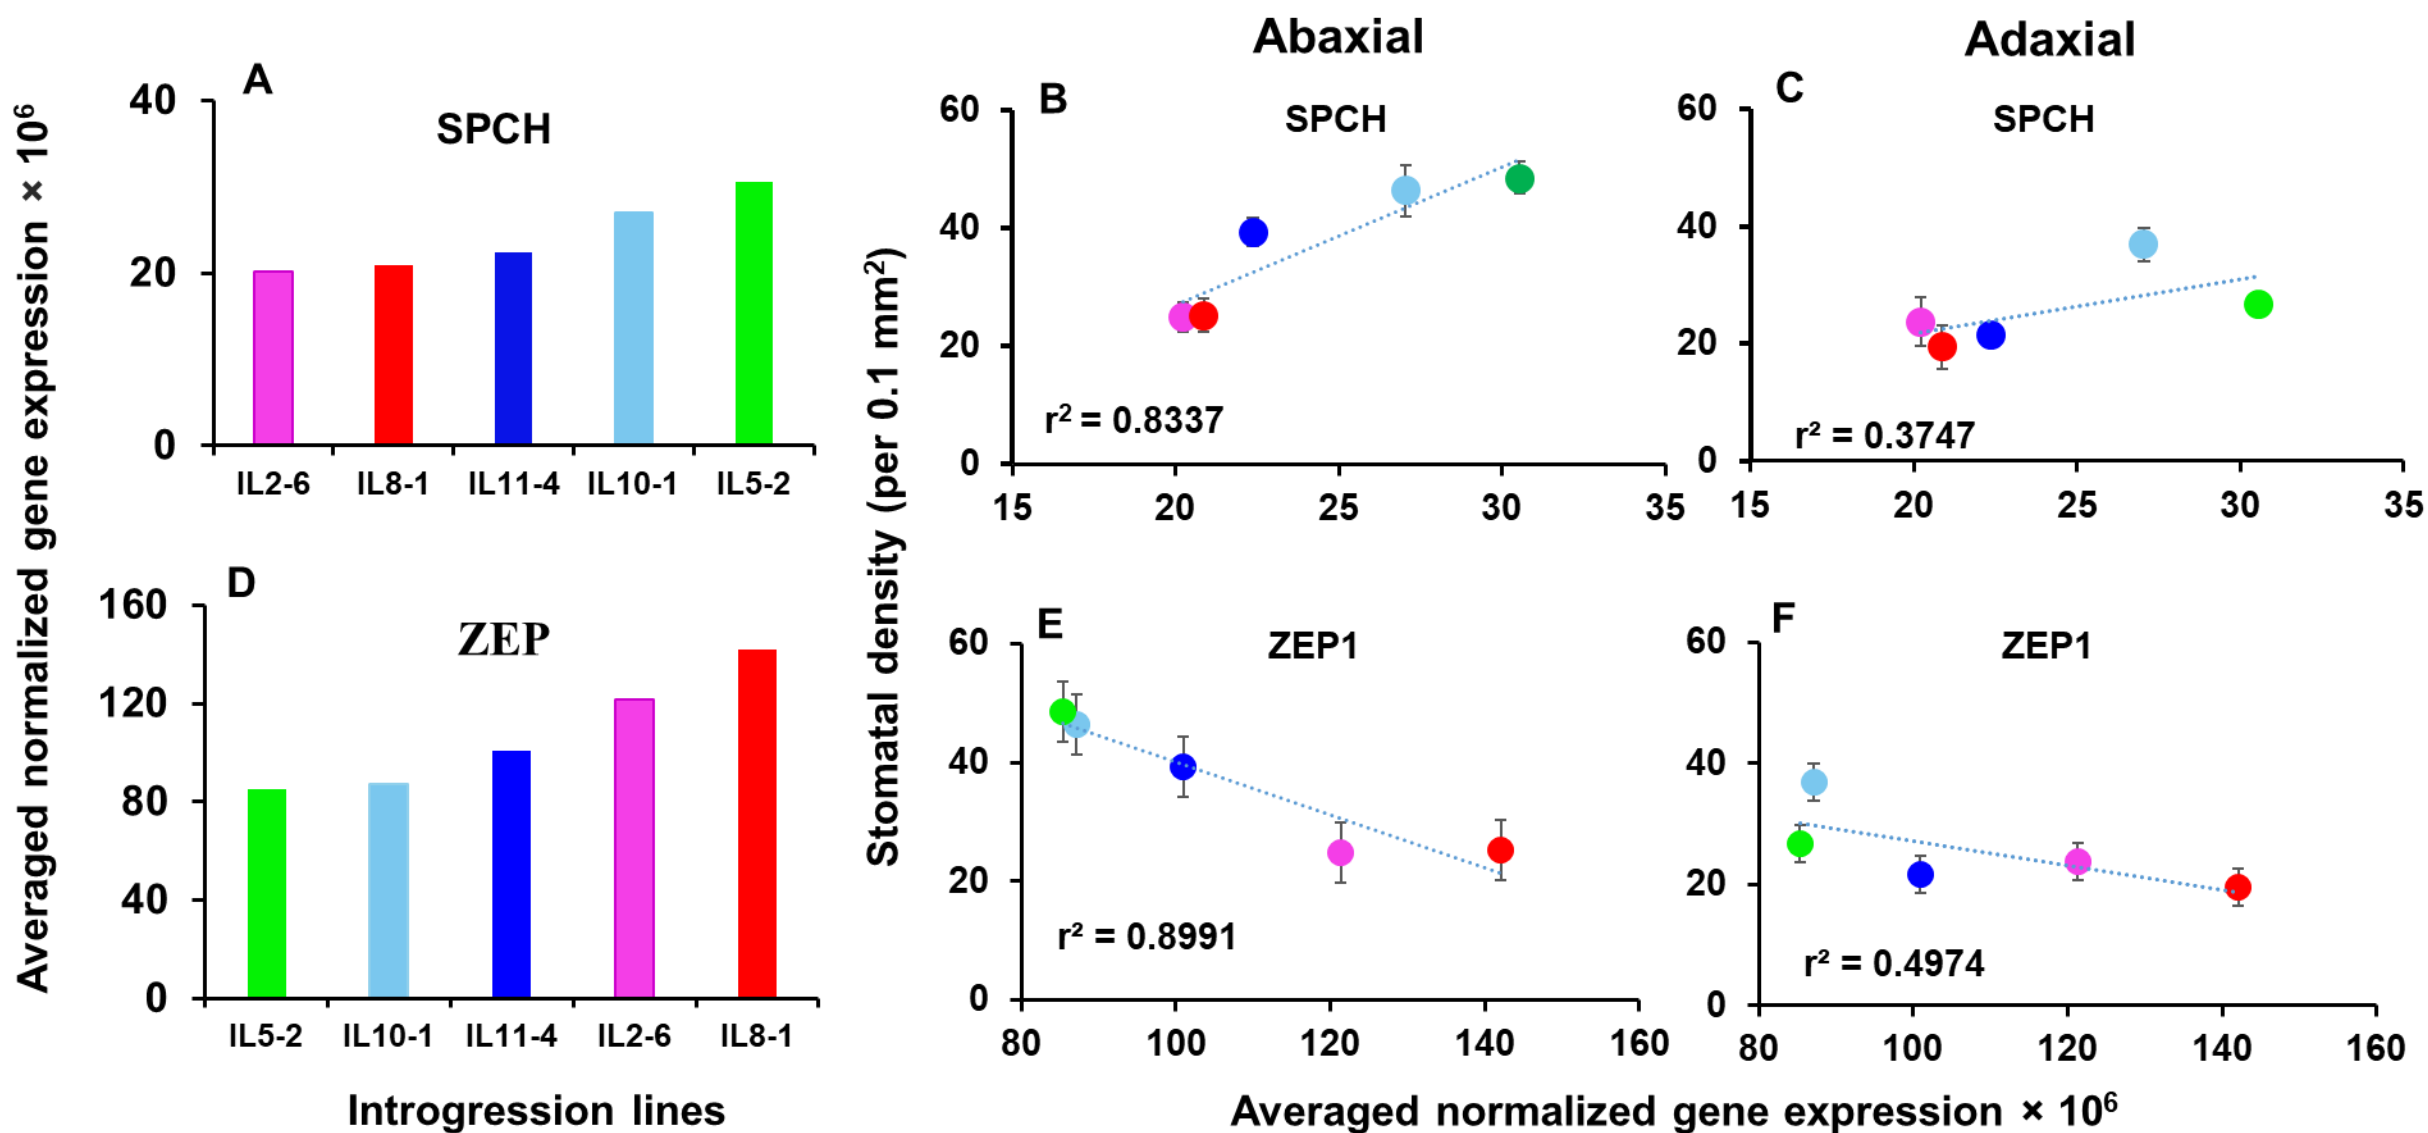 Abaxial
Adaxial
Averaged normalized gene expression × 10⁶
A
SPCH
40
20
0
IL2-6 IL8-1 IL11-4 IL10-1 IL5-2
Stomatal density (per 0.1 mm²)
B
SPCH
60
40
20
0
r² = 0.8337
15 20 25 30 35
C
SPCH
60
40
20
0
r² = 0.3747
15 20 25 30 35
D
ZEP
160
120
80
40
0
IL5-2 IL10-1 IL11-4 IL2-6 IL8-1
Introgression lines
E
ZEP1
60
40
20
0
r² = 0.8991
80 100 120 140 160
F
ZEP1
60
40
20
0
r² = 0.4974
80 100 120 140 160
Averaged normalized gene expression × 10⁶